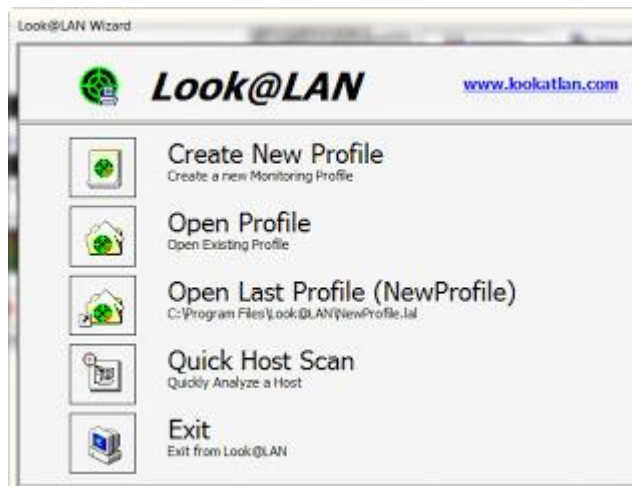 Look@LAN Wizard
Look@LAN
www.lookatlan.com
Create New Profile
Create a new Monitoring Profile
Open Profile
Open Existing Profile
Open Last Profile (NewProfile)
C:\Program Files\Look@LAN\NewProfile.lal
Quick Host Scan
Quickly Analyze a Host
Exit
Exit from Look@LAN